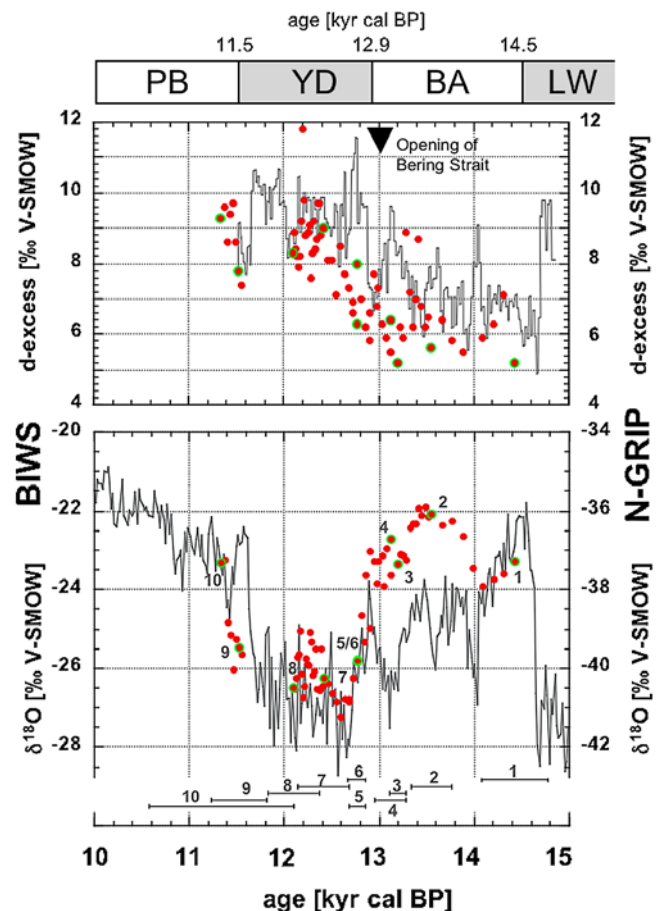 age [kyr cal BP]
11.5 12.9 14.5
PB YD BA LW
12 12
Opening of
Bering Strait
10 10
8 8
6 6
4 4
d-excess [‰ V-SMOW]
d-excess [‰ V-SMOW]
BIWS
N-GRIP
-20 -34
-22 -36
-24 -38
-26 -40
-28 -42
δ18O [‰ V-SMOW]
δ18O [‰ V-SMOW]
2
4
3
1
10
9
5/6
8 7
6 1
7 2
8 3
9 5
10 4
10 11 12 13 14 15
age [kyr cal BP]